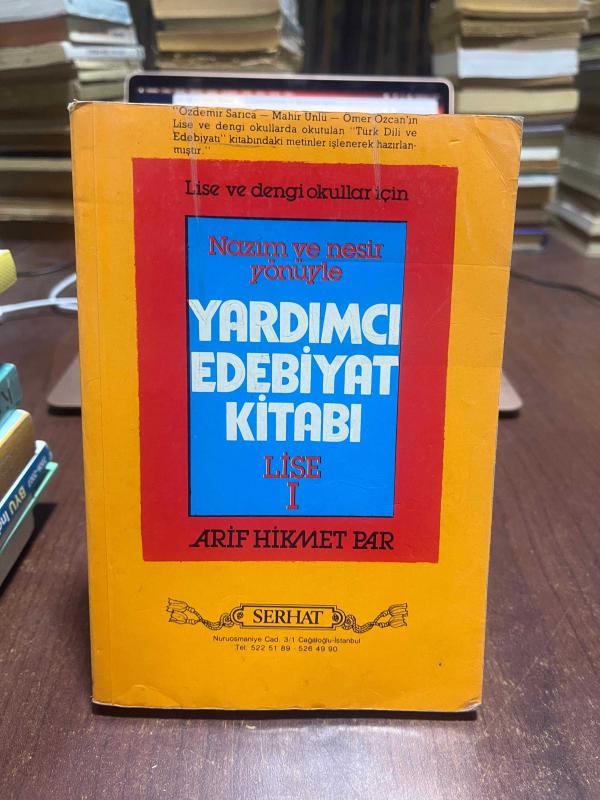 "Özdemir Sarıca — Mahir Ünlü — Ömer Özcan'ın
Lise ve dengi okullarda okutulan "Türk Dili ve
Edebiyatı" kitabındaki metinler işlenerek hazırlan-
mıştır."
Lise ve dengi okullar için
Nazım ve nesir
yönüyle
YARDIMCI
EDEBİYAT
KİTABI
LİSE
I
ARİF HİKMET PAR
SERHAT
Nuruosmaniye Cad. 3/1 Cağaloğlu-İstanbul
Tel: 522 51 89 - 526 49 90
BYU